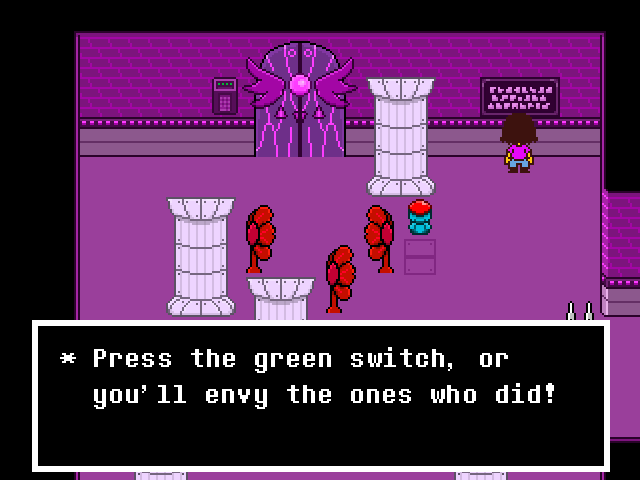 * Press the green switch, or
you'll envy the ones who did!